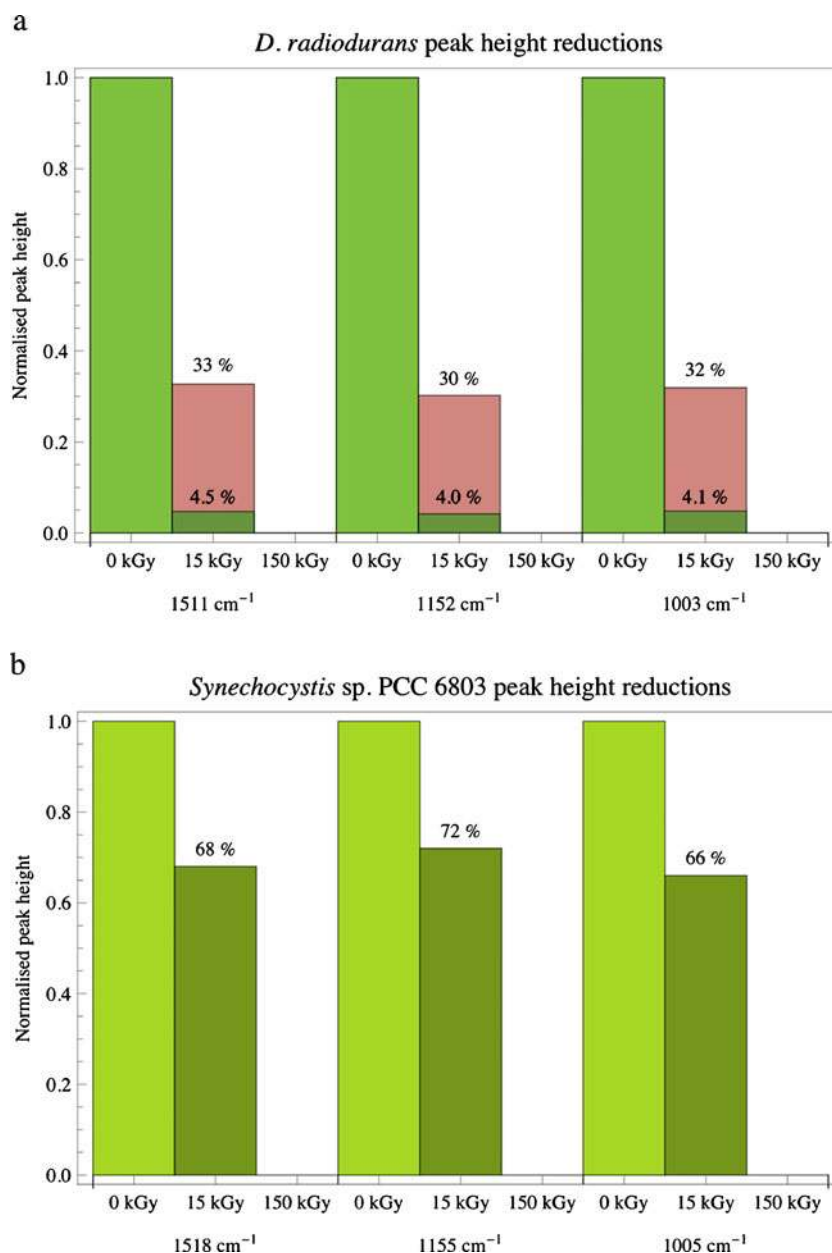 a
D. radiodurans peak height reductions
1.0
0.8
0.6
0.4
0.2
0.0
Normalised peak height
33 %
30 %
32 %
4.5 %
4.0 %
4.1 %
0 kGy 15 kGy 150 kGy 0 kGy 15 kGy 150 kGy 0 kGy 15 kGy 150 kGy
1511 cm⁻¹ 1152 cm⁻¹ 1003 cm⁻¹
b
Synechocystis sp. PCC 6803 peak height reductions
1.0
0.8
0.6
0.4
0.2
0.0
Normalised peak height
68 %
72 %
66 %
0 kGy 15 kGy 150 kGy 0 kGy 15 kGy 150 kGy 0 kGy 15 kGy 150 kGy
1518 cm⁻¹ 1155 cm⁻¹ 1005 cm⁻¹